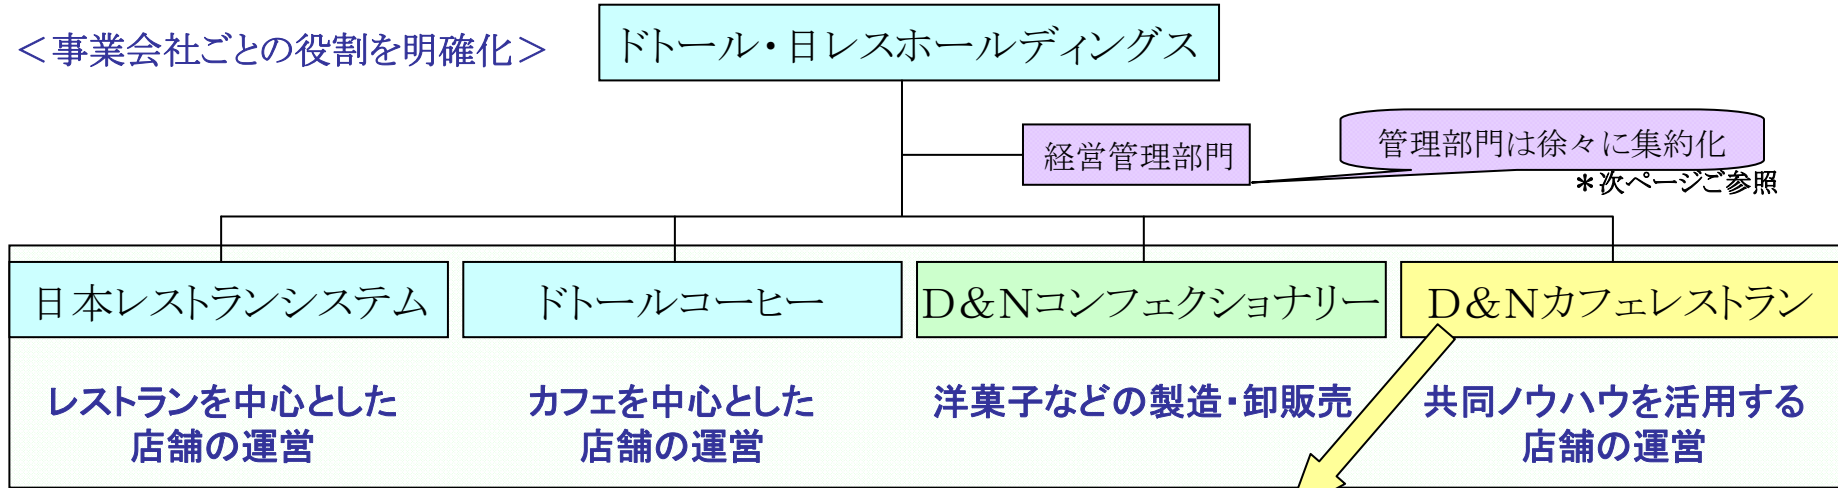 ＜事業会社ごとの役割を明確化＞
ドトール・日レスホールディングス
経営管理部門
管理部門は徐々に集約化
＊次ページご参照
日本レストランシステム
ドトールコーヒー
Ｄ＆Ｎコンフェクショナリー
Ｄ＆Ｎカフェレストラン
レストランを中心とした
店舗の運営
カフェを中心とした
店舗の運営
洋菓子などの製造・卸販売
共同ノウハウを活用する
店舗の運営